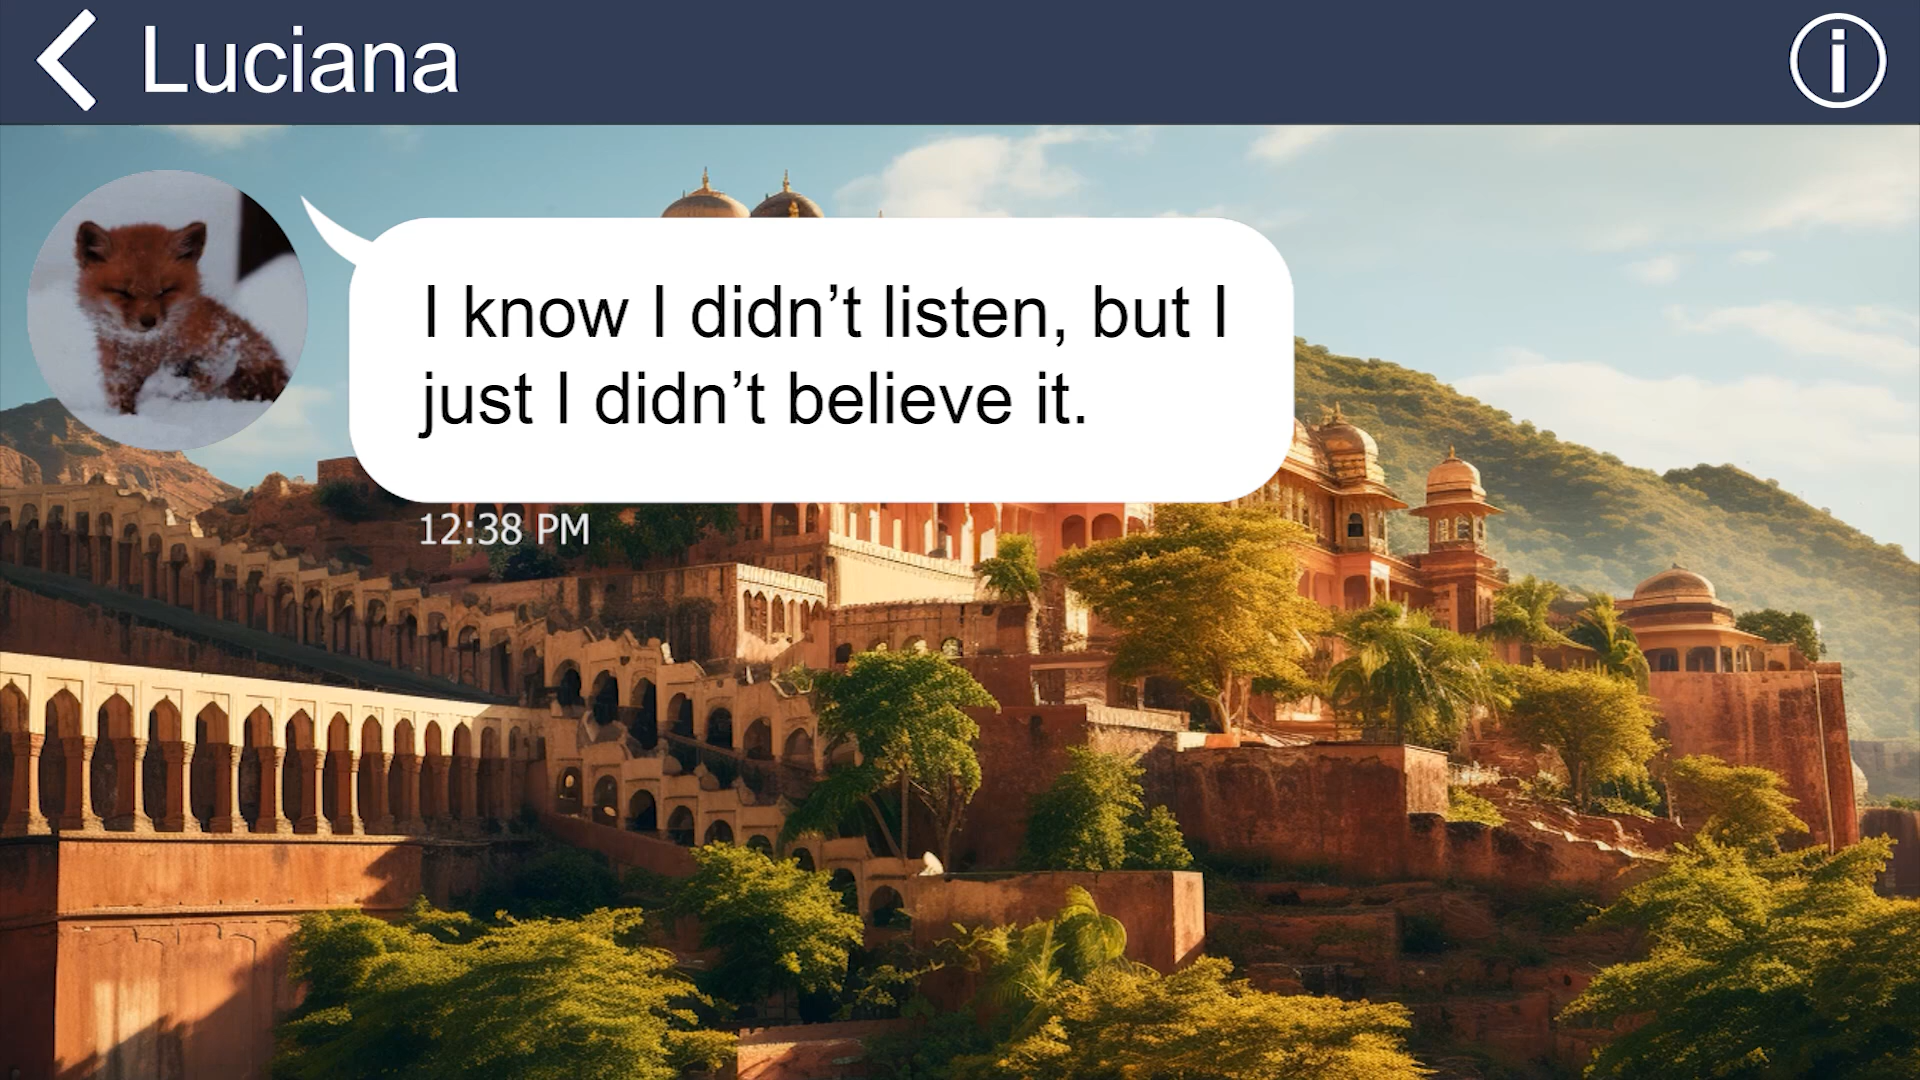 Luciana
I know I didn’t listen, but I
just I didn’t believe it.
12:38 PM